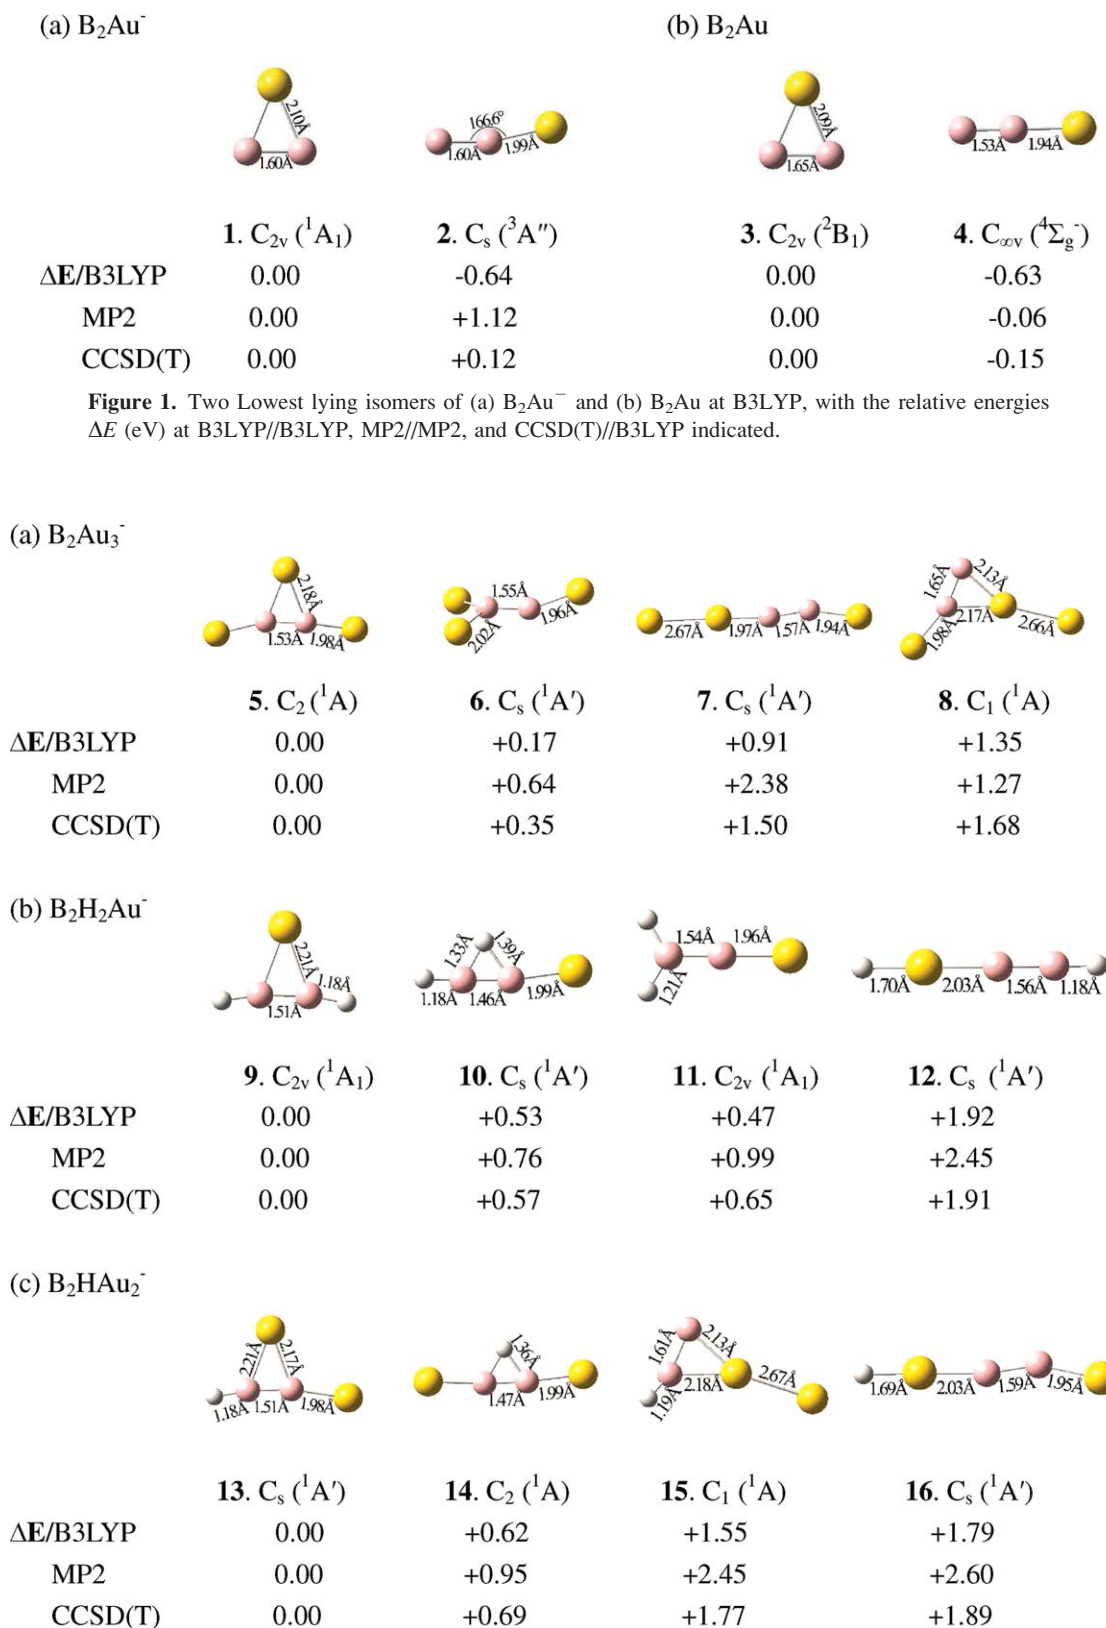 (a) B₂Au⁻ (b) B₂Au
2.10Å 1.60Å 166.6° 1.60Å 1.99Å 2.09Å 1.65Å 1.53Å 1.94Å
1. C₂ᵥ (¹A₁) 2. Cₛ (³A″) 3. C₂ᵥ (²B₁) 4. C∞ᵥ (⁴Σg⁻)
ΔE/B3LYP 0.00 -0.64 0.00 -0.63
MP2 0.00 +1.12 0.00 -0.06
CCSD(T) 0.00 +0.12 0.00 -0.15
Figure 1. Two Lowest lying isomers of (a) B₂Au⁻ and (b) B₂Au at B3LYP, with the relative energies
ΔE (eV) at B3LYP//B3LYP, MP2//MP2, and CCSD(T)//B3LYP indicated.
(a) B₂Au₃⁻
2.18Å 1.53Å 1.98Å 1.55Å 2.02Å 1.96Å 2.67Å 1.97Å 1.57Å 1.94Å 1.65Å 2.13Å 1.98Å 2.17Å 2.66Å
5. C₂ (¹A) 6. Cₛ (¹A′) 7. Cₛ (¹A′) 8. C₁ (¹A)
ΔE/B3LYP 0.00 +0.17 +0.91 +1.35
MP2 0.00 +0.64 +2.38 +1.27
CCSD(T) 0.00 +0.35 +1.50 +1.68
(b) B₂H₂Au⁻
2.21Å 1.18Å 1.51Å 1.33Å 1.39Å 1.18Å 1.46Å 1.99Å 1.54Å 1.96Å 1.21Å 1.70Å 2.03Å 1.56Å 1.18Å
9. C₂ᵥ (¹A₁) 10. Cₛ (¹A′) 11. C₂ᵥ (¹A₁) 12. Cₛ (¹A′)
ΔE/B3LYP 0.00 +0.53 +0.47 +1.92
MP2 0.00 +0.76 +0.99 +2.45
CCSD(T) 0.00 +0.57 +0.65 +1.91
(c) B₂HAu₂⁻
2.21Å 2.17Å 1.18Å 1.51Å 1.98Å 1.36Å 1.47Å 1.99Å 1.61Å 2.13Å 1.19Å 2.18Å 2.67Å 1.69Å 2.03Å 1.59Å 1.95Å
13. Cₛ (¹A′) 14. C₂ (¹A) 15. C₁ (¹A) 16. Cₛ (¹A′)
ΔE/B3LYP 0.00 +0.62 +1.55 +1.79
MP2 0.00 +0.95 +2.45 +2.60
CCSD(T) 0.00 +0.69 +1.77 +1.89